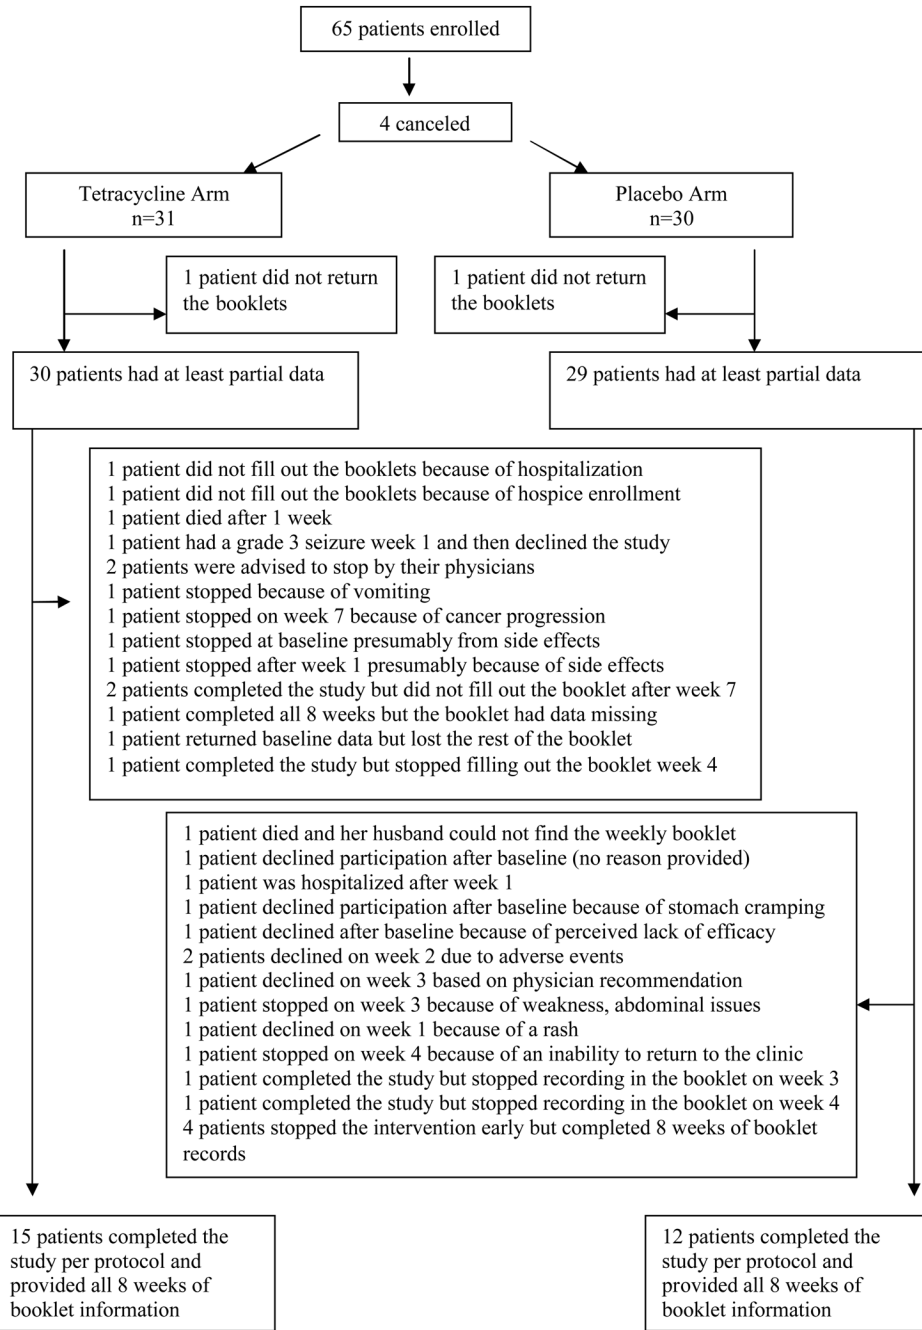 65 patients enrolled
4 canceled
Tetracycline Arm
n=31
Placebo Arm
n=30
1 patient did not return
the booklets
1 patient did not return
the booklets
30 patients had at least partial data
29 patients had at least partial data
1 patient did not fill out the booklets because of hospitalization
1 patient did not fill out the booklets because of hospice enrollment
1 patient died after 1 week
1 patient had a grade 3 seizure week 1 and then declined the study
2 patients were advised to stop by their physicians
1 patient stopped because of vomiting
1 patient stopped on week 7 because of cancer progression
1 patient stopped at baseline presumably from side effects
1 patient stopped after week 1 presumably because of side effects
2 patients completed the study but did not fill out the booklet after week 7
1 patient completed all 8 weeks but the booklet had data missing
1 patient returned baseline data but lost the rest of the booklet
1 patient completed the study but stopped filling out the booklet week 4
1 patient died and her husband could not find the weekly booklet
1 patient declined participation after baseline (no reason provided)
1 patient was hospitalized after week 1
1 patient declined participation after baseline because of stomach cramping
1 patient declined after baseline because of perceived lack of efficacy
2 patients declined on week 2 due to adverse events
1 patient declined on week 3 based on physician recommendation
1 patient stopped on week 3 because of weakness, abdominal issues
1 patient declined on week 1 because of a rash
1 patient stopped on week 4 because of an inability to return to the clinic
1 patient completed the study but stopped recording in the booklet on week 3
1 patient completed the study but stopped recording in the booklet on week 4
4 patients stopped the intervention early but completed 8 weeks of booklet
records
15 patients completed the
study per protocol and
provided all 8 weeks of
booklet information
12 patients completed the
study per protocol and
provided all 8 weeks of
booklet information